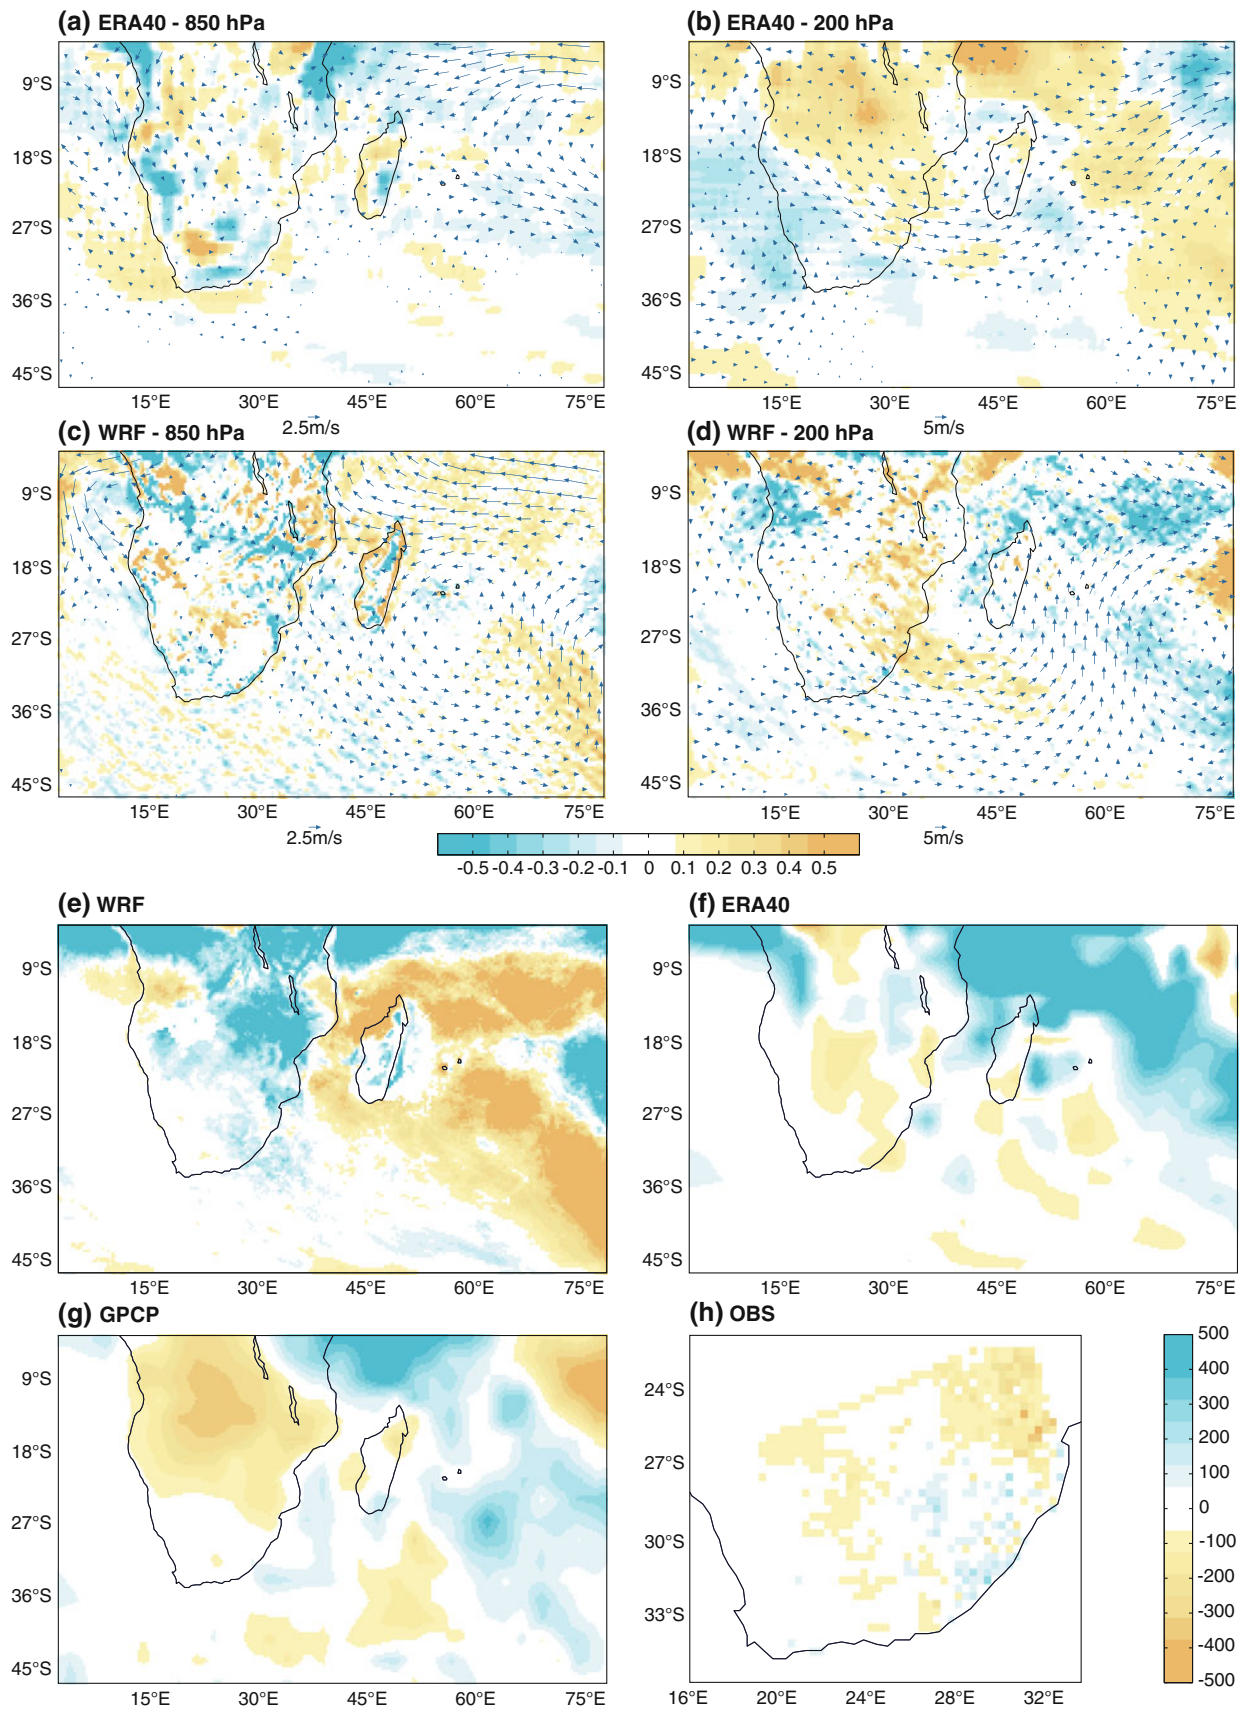 (a) ERA40 - 850 hPa
(b) ERA40 - 200 hPa
9°S
18°S
27°S
36°S
45°S
9°S
18°S
27°S
36°S
45°S
15°E 30°E 45°E 60°E 75°E
15°E 30°E 45°E 60°E 75°E
2.5m/s
5m/s
(c) WRF - 850 hPa
(d) WRF - 200 hPa
9°S
18°S
27°S
36°S
45°S
9°S
18°S
27°S
36°S
45°S
15°E 30°E 45°E 60°E 75°E
15°E 30°E 45°E 60°E 75°E
2.5m/s
5m/s
-0.5 -0.4 -0.3 -0.2 -0.1 0 0.1 0.2 0.3 0.4 0.5
(e) WRF
(f) ERA40
9°S
18°S
27°S
36°S
45°S
9°S
18°S
27°S
36°S
45°S
15°E 30°E 45°E 60°E 75°E
15°E 30°E 45°E 60°E 75°E
(g) GPCP
(h) OBS
9°S
18°S
27°S
36°S
45°S
24°S
27°S
30°S
33°S
15°E 30°E 45°E 60°E 75°E
16°E 20°E 24°E 28°E 32°E
500
400
300
200
100
0
-100
-200
-300
-400
-500